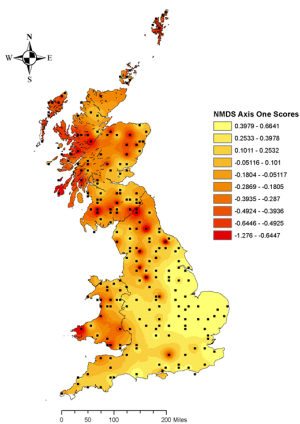 N
W E
S
NMDS Axis One Scores
0.3979 - 0.6641
0.2533 - 0.3978
0.1011 - 0.2532
-0.05116 - 0.101
-0.1804 - -0.05117
-0.2869 - -0.1805
-0.3935 - -0.287
-0.4924 - -0.3936
-0.6446 - -0.4925
-1.276 - -0.6447
0 50 100 200 Miles